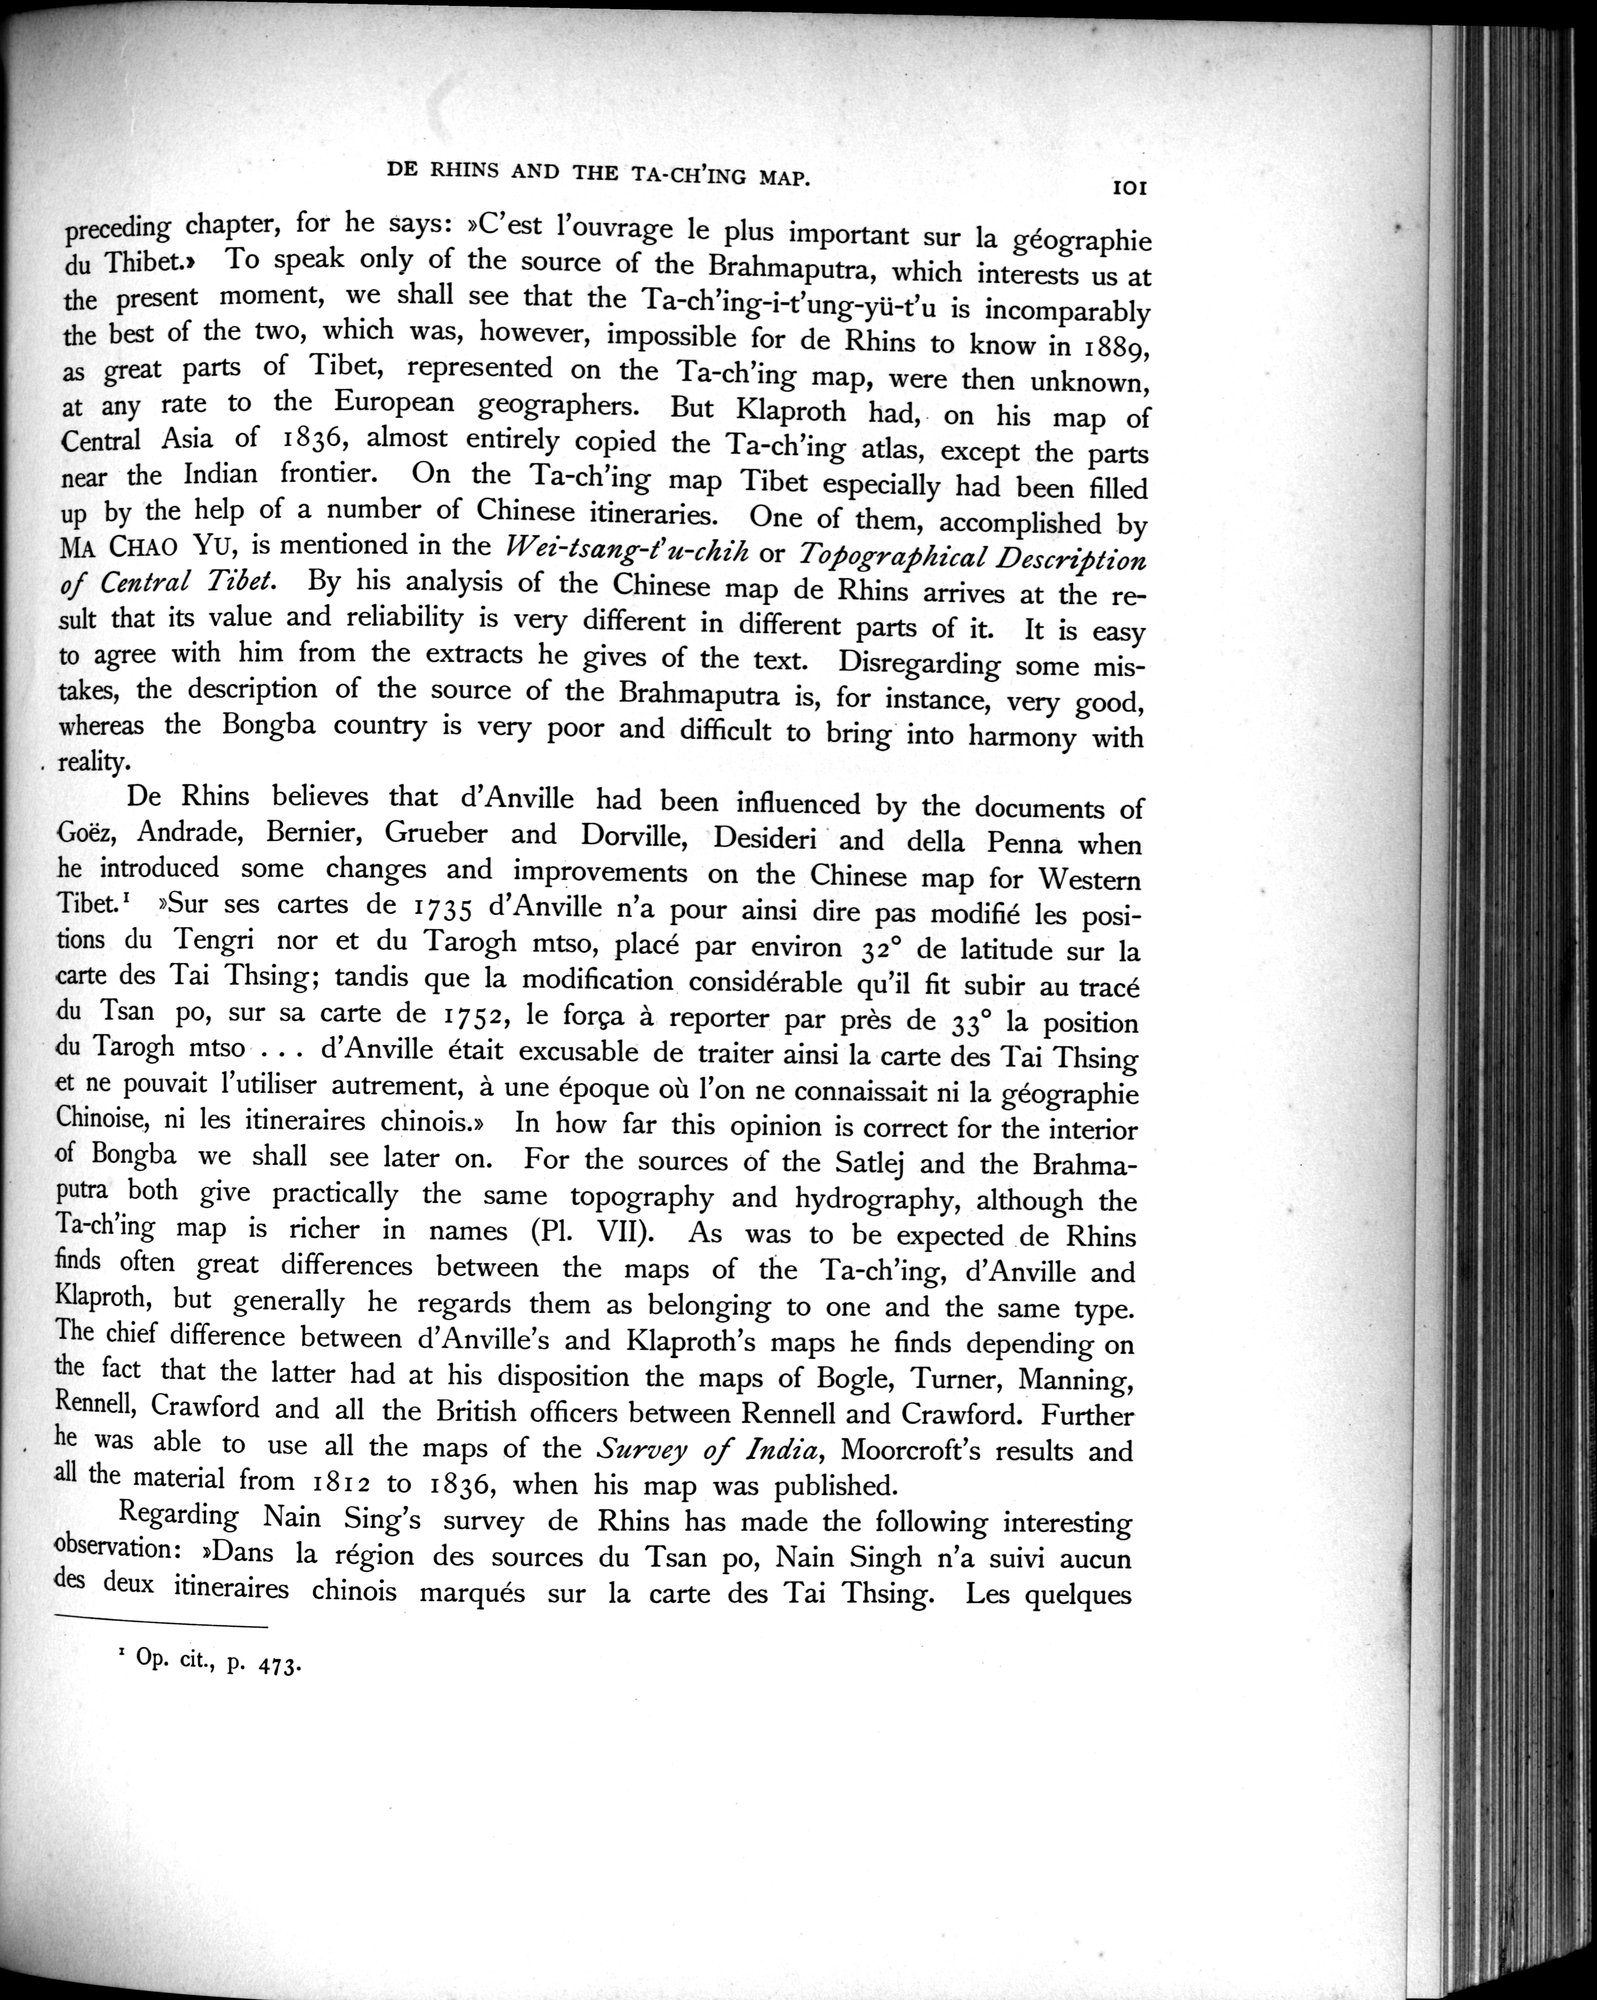 DE RHINS AND THE TA-CH'ING MAP.
101
preceding chapter, for he says: »C'est l'ouvrage le plus important sur la géographie
du Thibet.» To speak only of the source of the Brahmaputra, which interests us at
the present moment, we shall see that the Ta-ch'ing-i-t'ung-yü-t'u is incomparably
the best of the two, which was, however, impossible for de Rhins to know in 1889,
as great parts of Tibet, represented on the Ta-ch'ing map, were then unknown,
at any rate to the European geographers. But Klaproth had, on his map of
Central Asia of 1836, almost entirely copied the Ta-ch'ing atlas, except the parts
near the Indian frontier. On the Ta-ch'ing map Tibet especially had been filled
up by the help of a number of Chinese itineraries. One of them, accomplished by
MA CHAO YU, is mentioned in the Wei-tsang-t'u-chih or Topographical Description
of Central Tibet. By his analysis of the Chinese map de Rhins arrives at the re-
sult that its value and reliability is very different in different parts of it. It is easy
to agree with him from the extracts he gives of the text. Disregarding some mis-
takes, the description of the source of the Brahmaputra is, for instance, very good,
whereas the Bongba country is very poor and difficult to bring into harmony with
reality.
De Rhins believes that d'Anville had been influenced by the documents of
Goëz, Andrade, Bernier, Grueber and Dorville, Desideri and della Penna when
he introduced some changes and improvements on the Chinese map for Western
Tibet.¹ »Sur ses cartes de 1735 d'Anville n'a pour ainsi dire pas modifié les posi-
tions du Tengri nor et du Tarogh mtso, placé par environ 32° de latitude sur la
carte des Tai Thsing; tandis que la modification considérable qu'il fit subir au tracé
du Tsan po, sur sa carte de 1752, le força à reporter par près de 33° la position
du Tarogh mtso . . . d'Anville était excusable de traiter ainsi la carte des Tai Thsing
et ne pouvait l'utiliser autrement, à une époque où l'on ne connaissait ni la géographie
Chinoise, ni les itineraires chinois.» In how far this opinion is correct for the interior
of Bongba we shall see later on. For the sources of the Satlej and the Brahma-
putra both give practically the same topography and hydrography, although the
Ta-ch'ing map is richer in names (Pl. VII). As was to be expected de Rhins
finds often great differences between the maps of the Ta-ch'ing, d'Anville and
Klaproth, but generally he regards them as belonging to one and the same type.
The chief difference between d'Anville's and Klaproth's maps he finds depending on
the fact that the latter had at his disposition the maps of Bogle, Turner, Manning,
Rennell, Crawford and all the British officers between Rennell and Crawford. Further
he was able to use all the maps of the Survey of India, Moorcroft's results and
all the material from 1812 to 1836, when his map was published.
Regarding Nain Sing's survey de Rhins has made the following interesting
observation: »Dans la région des sources du Tsan po, Nain Singh n'a suivi aucun
des deux itineraires chinois marqués sur la carte des Tai Thsing. Les quelques
¹ Op. cit., p. 473.